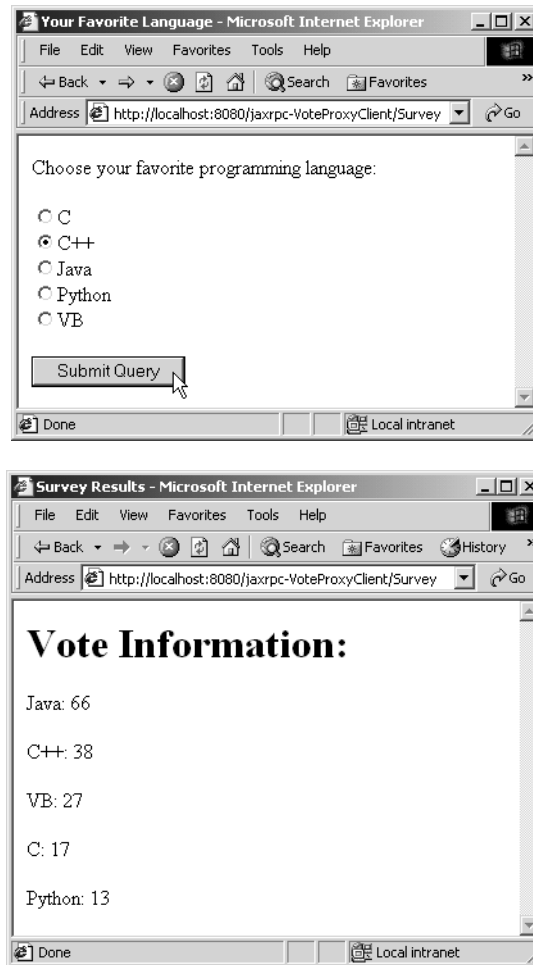 Your Favorite Language - Microsoft Internet Explorer
File Edit View Favorites Tools Help
Back Search Favorites »
Address http://localhost:8080/jaxrpc-VoteProxyClient/Survey Go
Choose your favorite programming language:
C
C++
Java
Python
VB
Submit Query
Done Local intranet
Survey Results - Microsoft Internet Explorer
File Edit View Favorites Tools Help
Back Search Favorites History »
Address http://localhost:8080/jaxrpc-VoteProxyClient/Survey Go
Vote Information:
Java: 66
C++: 38
VB: 27
C: 17
Python: 13
Done Local intranet